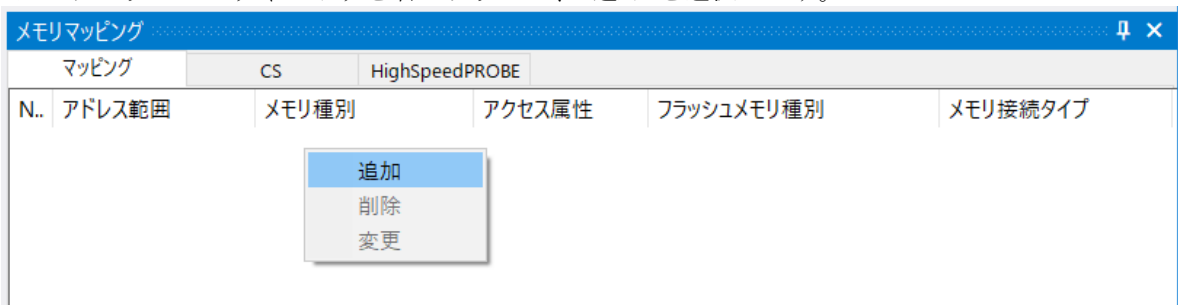 メモリマッピング
マッピング CS HighSpeedPROBE
N.. アドレス範囲 メモリ種別 アクセス属性 フラッシュメモリ種別 メモリ接続タイプ
追加
削除
変更